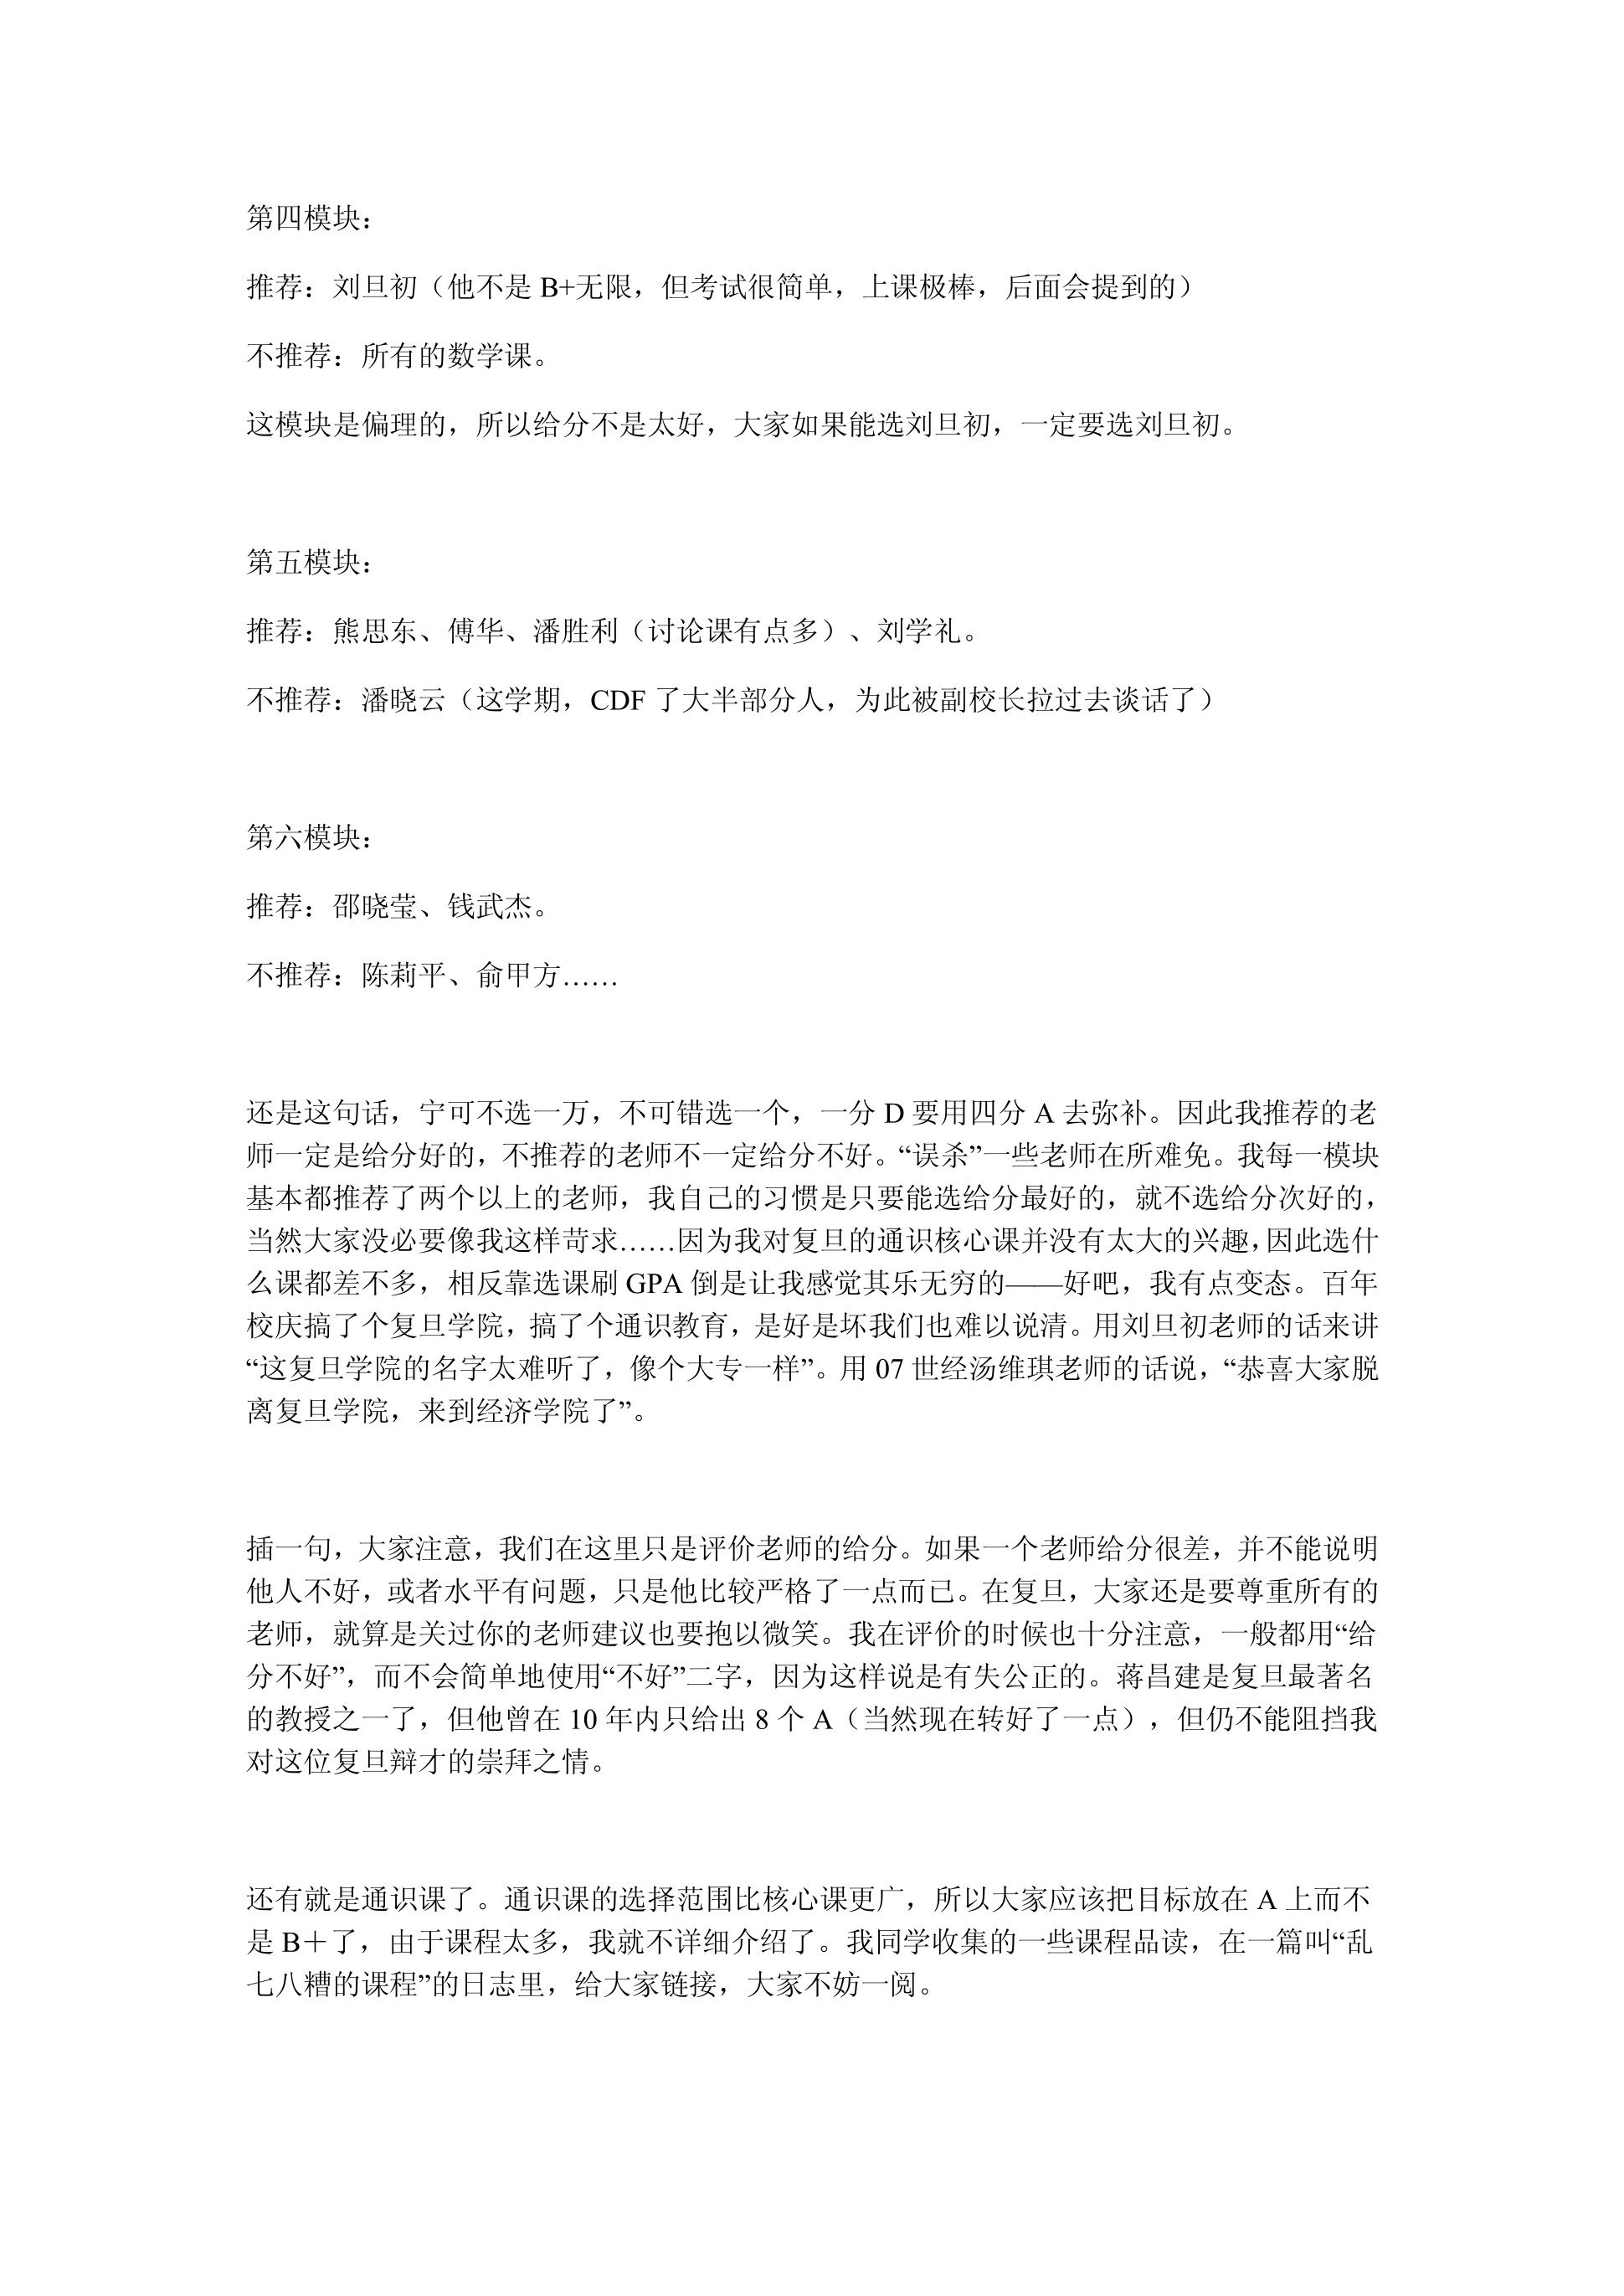 第四模块：
推荐：刘旦初（他不是 B+无限，但考试很简单，上课极棒，后面会提到的）
不推荐：所有的数学课。
这模块是偏理的，所以给分不是太好，大家如果能选刘旦初，一定要选刘旦初。
第五模块：
推荐：熊思东、傅华、潘胜利（讨论课有点多）、刘学礼。
不推荐：潘晓云（这学期，CDF 了大半部分人，为此被副校长拉过去谈话了）
第六模块：
推荐：邵晓莹、钱武杰。
不推荐：陈莉平、俞甲方……
还是这句话，宁可不选一万，不可错选一个，一分 D 要用四分 A 去弥补。因此我推荐的老
师一定是给分好的，不推荐的老师不一定给分不好。“误杀”一些老师在所难免。我每一模块
基本都推荐了两个以上的老师，我自己的习惯是只要能选给分最好的，就不选给分次好的，
当然大家没必要像我这样苛求……因为我对复旦的通识核心课并没有太大的兴趣，因此选什
么课都差不多，相反靠选课刷 GPA 倒是让我感觉其乐无穷的——好吧，我有点变态。百年
校庆搞了个复旦学院，搞了个通识教育，是好是坏我们也难以说清。用刘旦初老师的话来讲
“这复旦学院的名字太难听了，像个大专一样”。用 07 世经汤维琪老师的话说，“恭喜大家脱
离复旦学院，来到经济学院了”。
插一句，大家注意，我们在这里只是评价老师的给分。如果一个老师给分很差，并不能说明
他人不好，或者水平有问题，只是他比较严格了一点而已。在复旦，大家还是要尊重所有的
老师，就算是关过你的老师建议也要抱以微笑。我在评价的时候也十分注意，一般都用“给
分不好”，而不会简单地使用“不好”二字，因为这样说是有失公正的。蒋昌建是复旦最著名
的教授之一了，但他曾在 10 年内只给出 8 个 A（当然现在转好了一点），但仍不能阻挡我
对这位复旦辩才的崇拜之情。
还有就是通识课了。通识课的选择范围比核心课更广，所以大家应该把目标放在 A 上而不
是 B＋了，由于课程太多，我就不详细介绍了。我同学收集的一些课程品读，在一篇叫“乱
七八糟的课程”的日志里，给大家链接，大家不妨一阅。